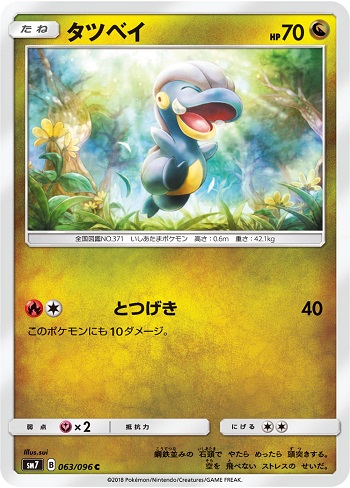 たね タツベイ HP70
全国図鑑NO.371 いしあたまポケモン 高さ:0.6m 重さ:42.1kg
とつげき 40
このポケモンにも10ダメージ。
弱点 ×2 抵抗力 にげる
Illus.sui
鋼鉄並みの 石頭で やたら めったら 頭突きする。
空を 飛べない ストレスの せいだ。
sm7 B 063/096 C
©2018 Pokémon/Nintendo/Creatures/GAME FREAK.